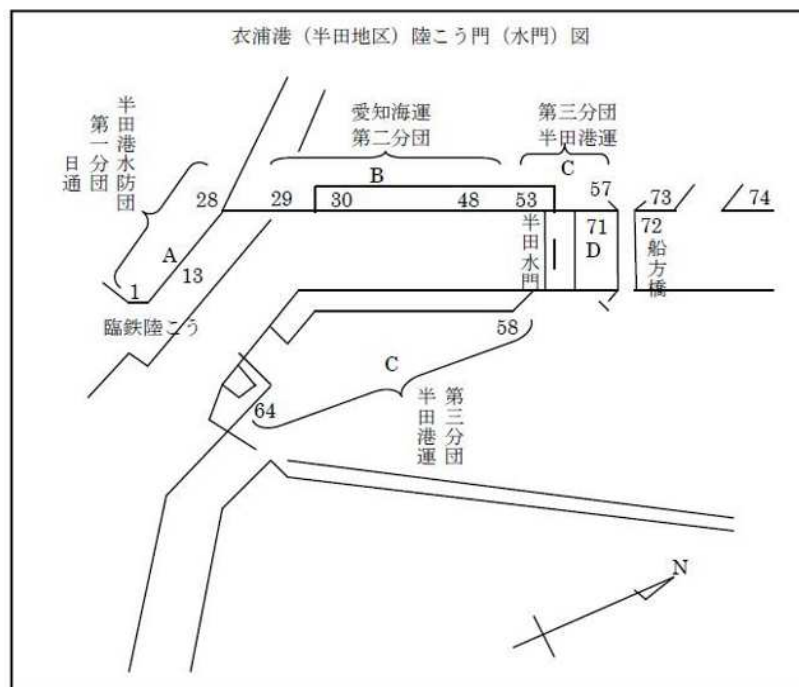 衣浦港（半田地区）陸こう門（水門）図
半田港水防団
第一分団
日通
愛知海運
第二分団
第三分団
半田港運
B
C
28
29
30
48
53
57
73
74
A
13
1
臨鉄陸こう
半田水門
71
D
72
船方橋
58
C
64
第三分団
半田港運
N